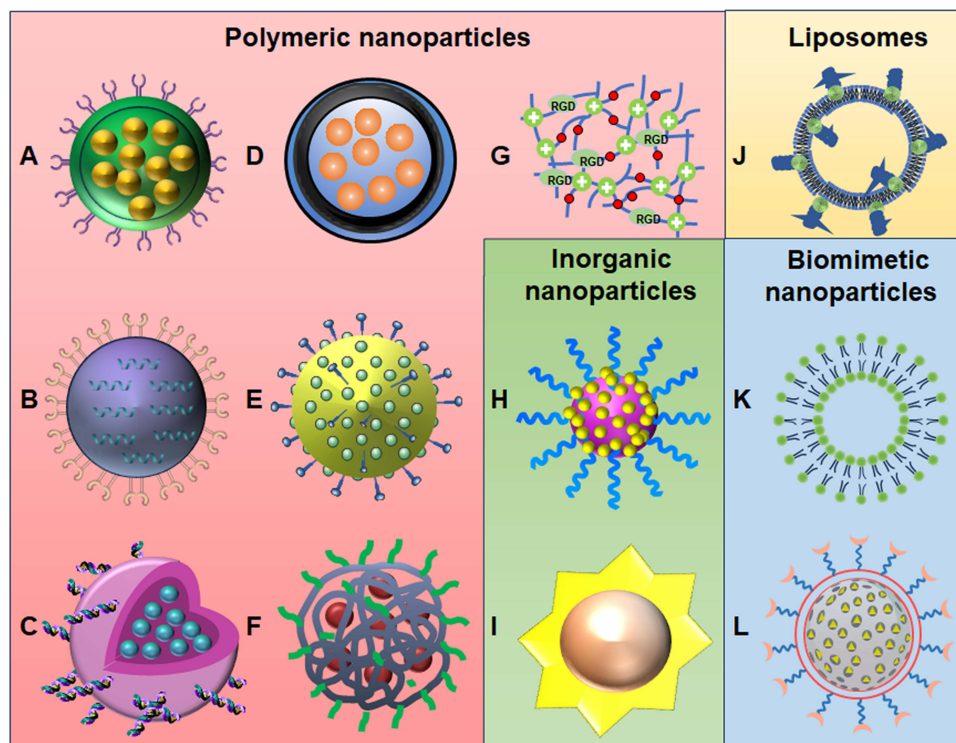 Polymeric nanoparticles
Liposomes
A
D
G
RGD
RGD
RGD
RGD
RGD
J
Inorganic
nanoparticles
Biomimetic
nanoparticles
B
E
H
K
C
F
I
L